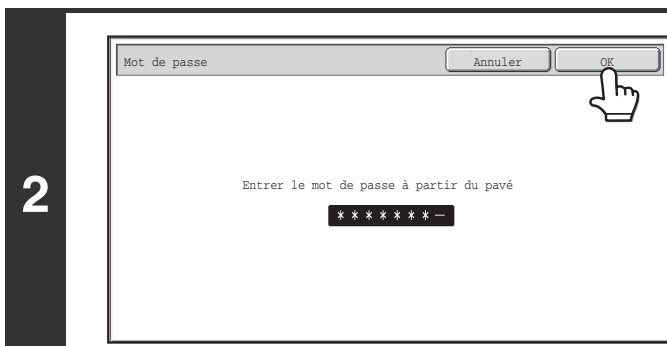 2
Mot de passe Annuler OK
Entrer le mot de passe à partir du pavé
*******–